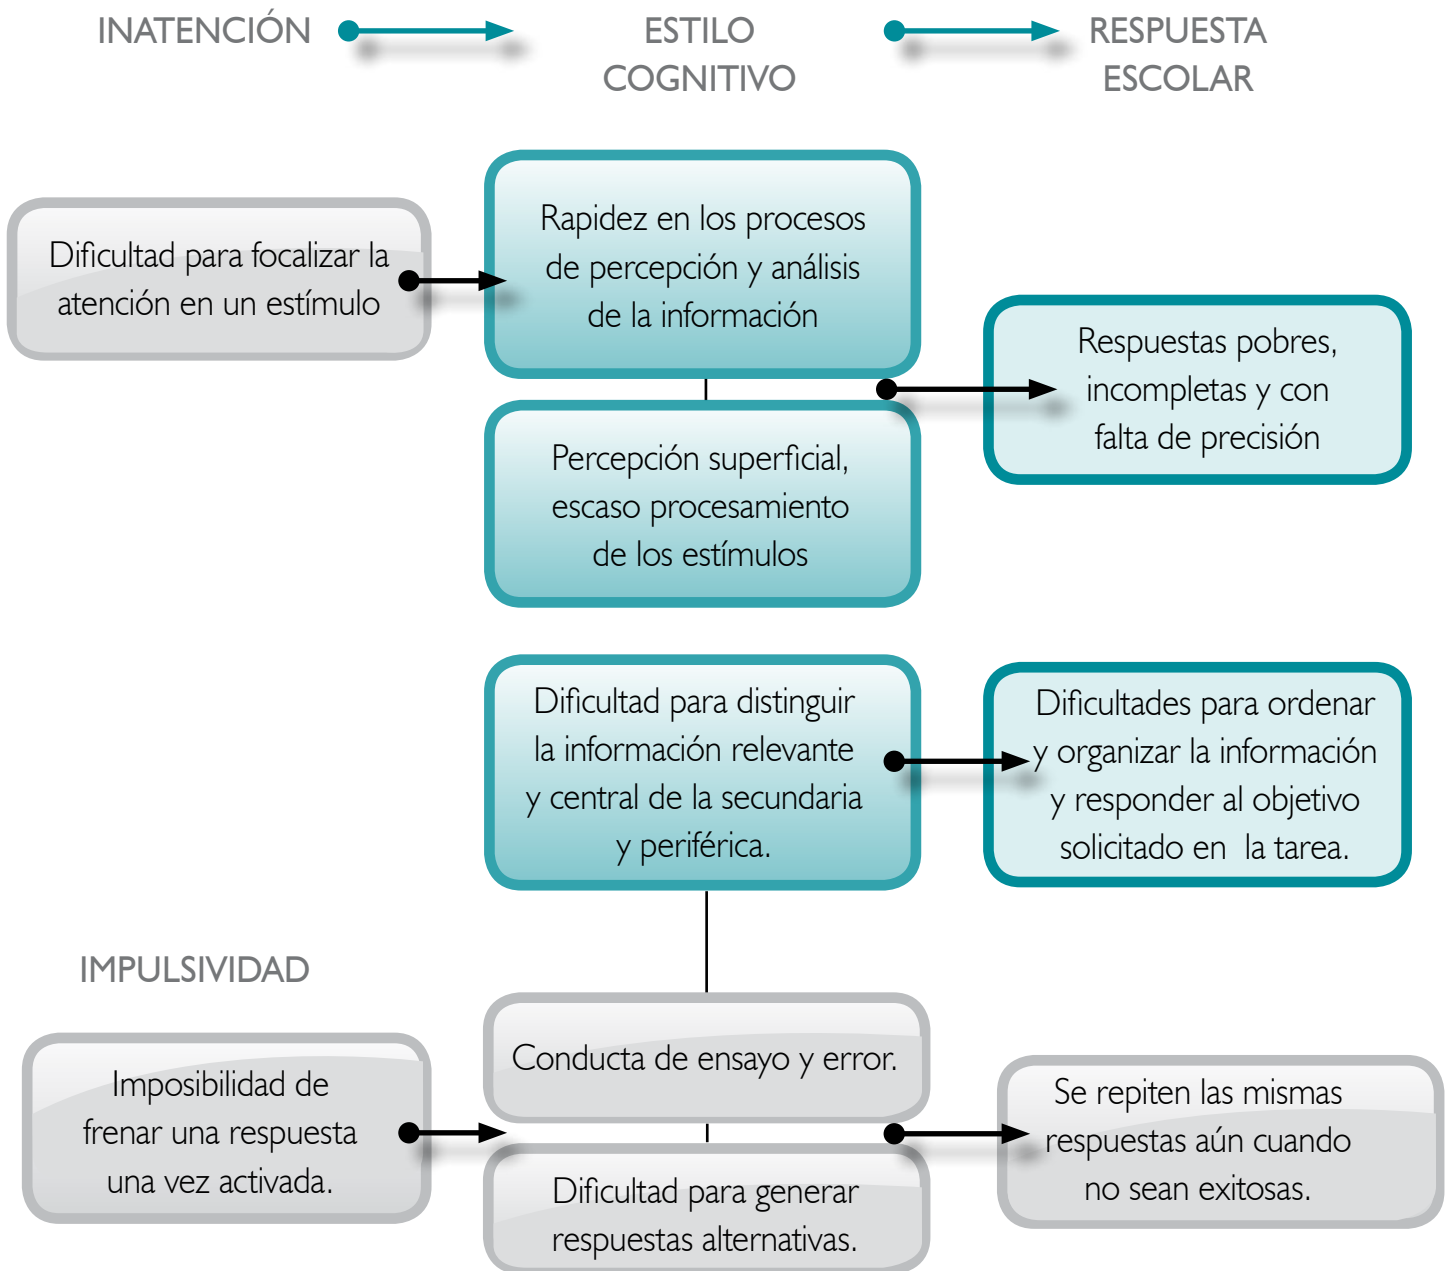 INATENCIÓN
ESTILO
COGNITIVO
RESPUESTA
ESCOLAR
Dificultad para focalizar la
atención en un estímulo
Rapidez en los procesos
de percepción y análisis
de la información
Percepción superficial,
escaso procesamiento
de los estímulos
Respuestas pobres,
incompletas y con
falta de precisión
Dificultad para distinguir
la información relevante
y central de la secundaria
y periférica.
Dificultades para ordenar
y organizar la información
y responder al objetivo
solicitado en la tarea.
IMPULSIVIDAD
Imposibilidad de
frenar una respuesta
una vez activada.
Conducta de ensayo y error.
Dificultad para generar
respuestas alternativas.
Se repiten las mismas
respuestas aún cuando
no sean exitosas.